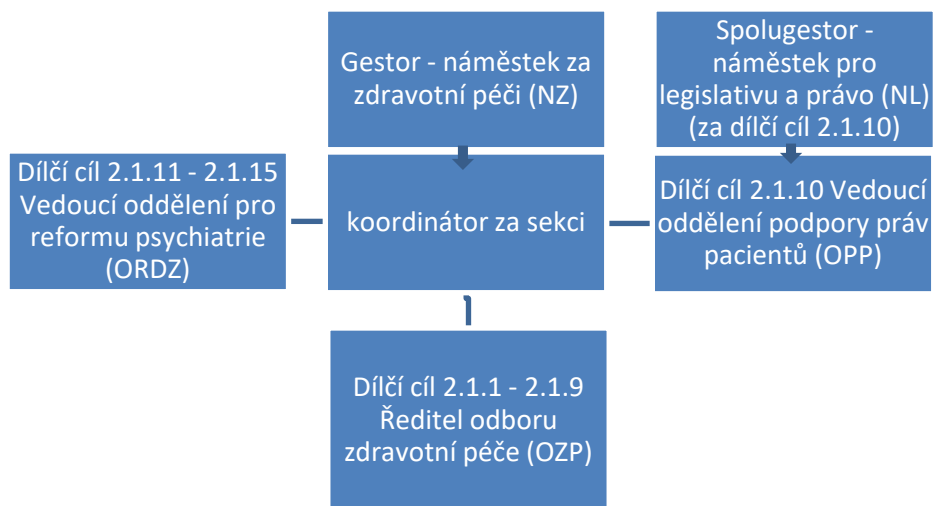 Gestor - náměstek za
zdravotní péči (NZ)
Spolugestor -
náměstek pro
legislativu a právo (NL)
(za dílčí cíl 2.1.10)
Dílčí cíl 2.1.11 - 2.1.15
Vedoucí oddělení pro
reformu psychiatrie
(ORDZ)
koordinátor za sekci
Dílčí cíl 2.1.10 Vedoucí
oddělení podpory práv
pacientů (OPP)
Dílčí cíl 2.1.1 - 2.1.9
Ředitel odboru
zdravotní péče (OZP)